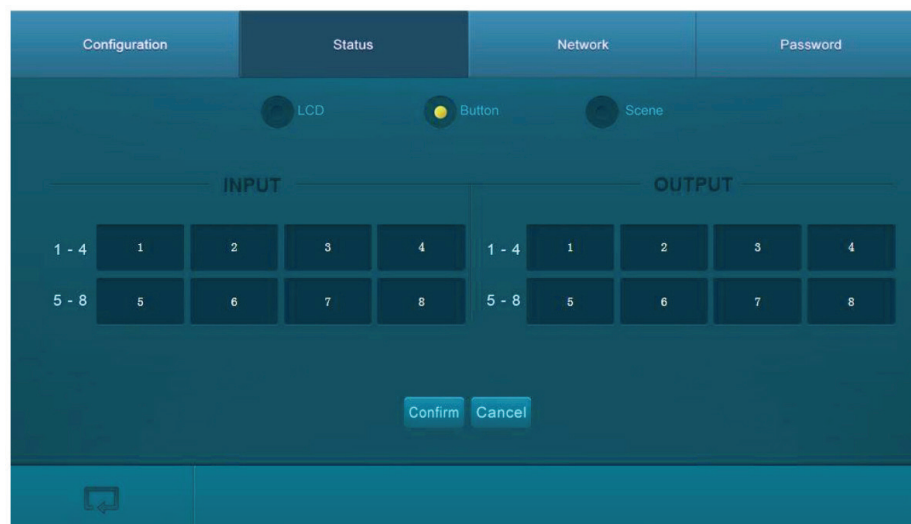 Configuration Status Network Password
LCD Button Scene
INPUT OUTPUT
1 - 4 1 2 3 4 1 - 4 1 2 3 4
5 - 8 5 6 7 8 5 - 8 5 6 7 8
Confirm Cancel